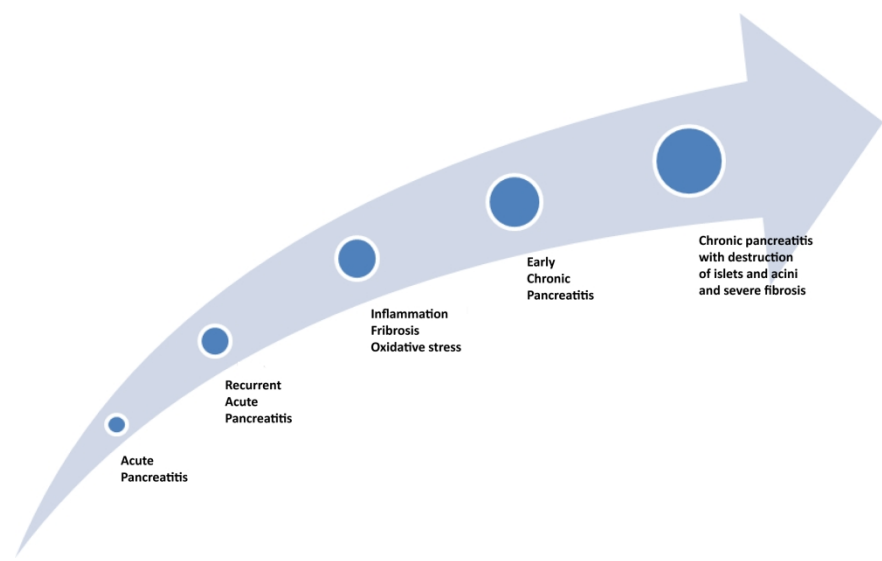 Acute
Pancreatitis
Recurrent
Acute
Pancreatitis
Inflammation
Fribrosis
Oxidative stress
Early
Chronic
Pancreatitis
Chronic pancreatitis
with destruction
of islets and acini
and severe fibrosis